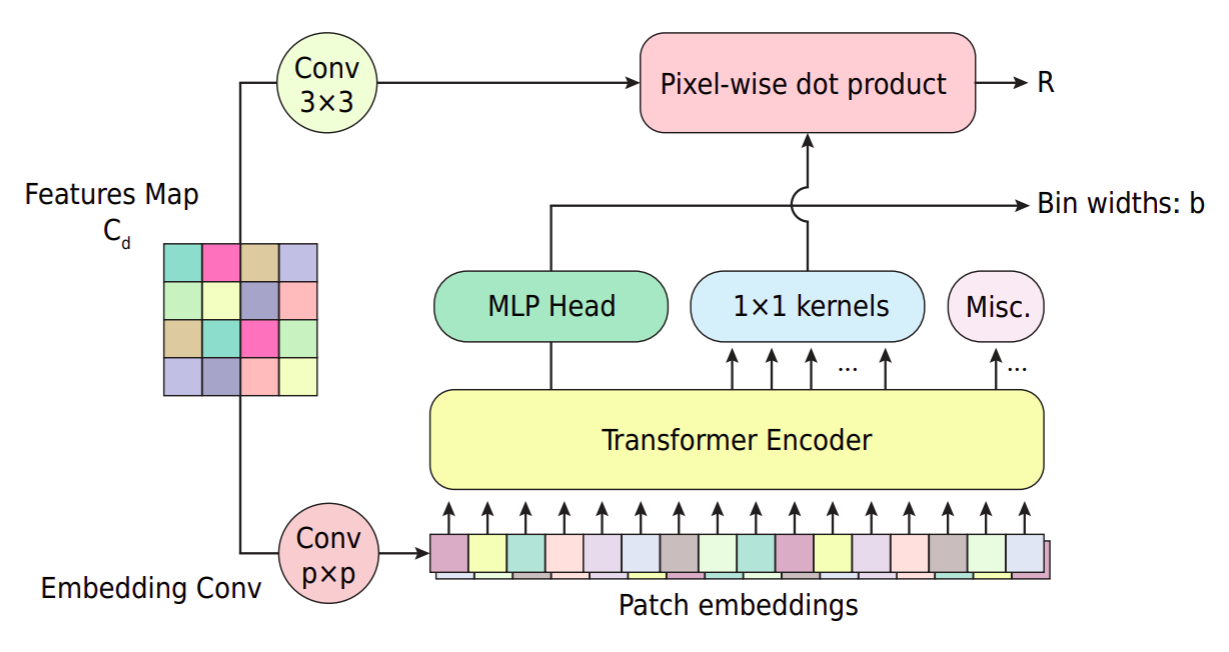 Conv
3×3
Pixel-wise dot product
R
Features Map
C_d
Bin widths: b
MLP Head
1×1 kernels
Misc.
...
...
Transformer Encoder
Conv
p×p
Embedding Conv
Patch embeddings